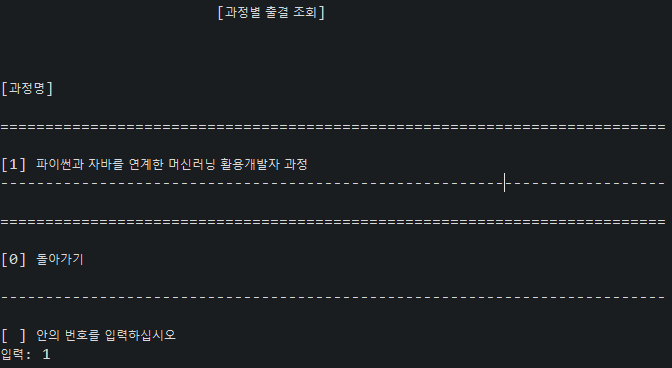 [과정별 출결 조회]
[과정명]
==========================================================================
[1] 파이썬과 자바를 연계한 머신러닝 활용개발자 과정
--------------------------------------------------------------------------
==========================================================================
[0] 돌아가기
--------------------------------------------------------------------------
[ ] 안의 번호를 입력하십시오
입력: 1